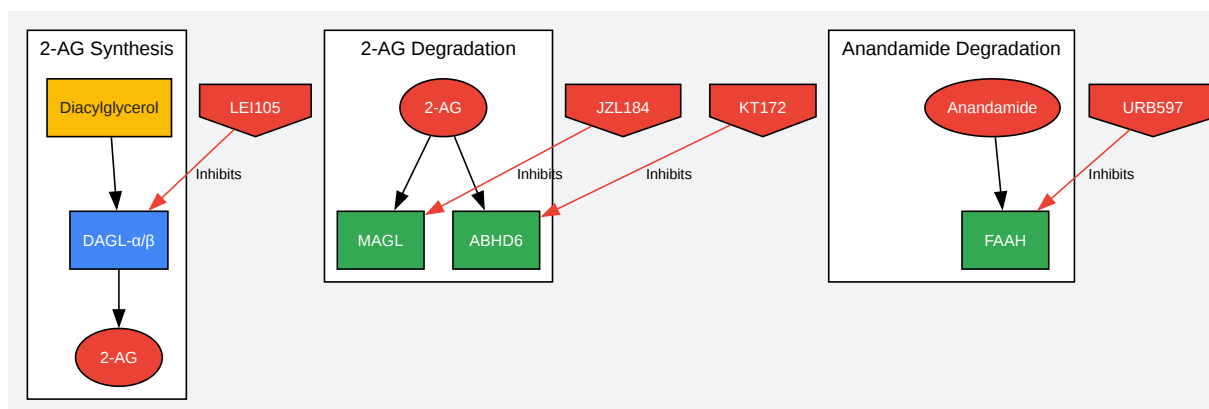 2-AG Synthesis
Diacylglycerol
LEI105
Inhibits
DAGL-α/β
2-AG
2-AG Degradation
2-AG
JZL184
KT172
Inhibits
Inhibits
MAGL
ABHD6
Anandamide Degradation
Anandamide
URB597
Inhibits
FAAH